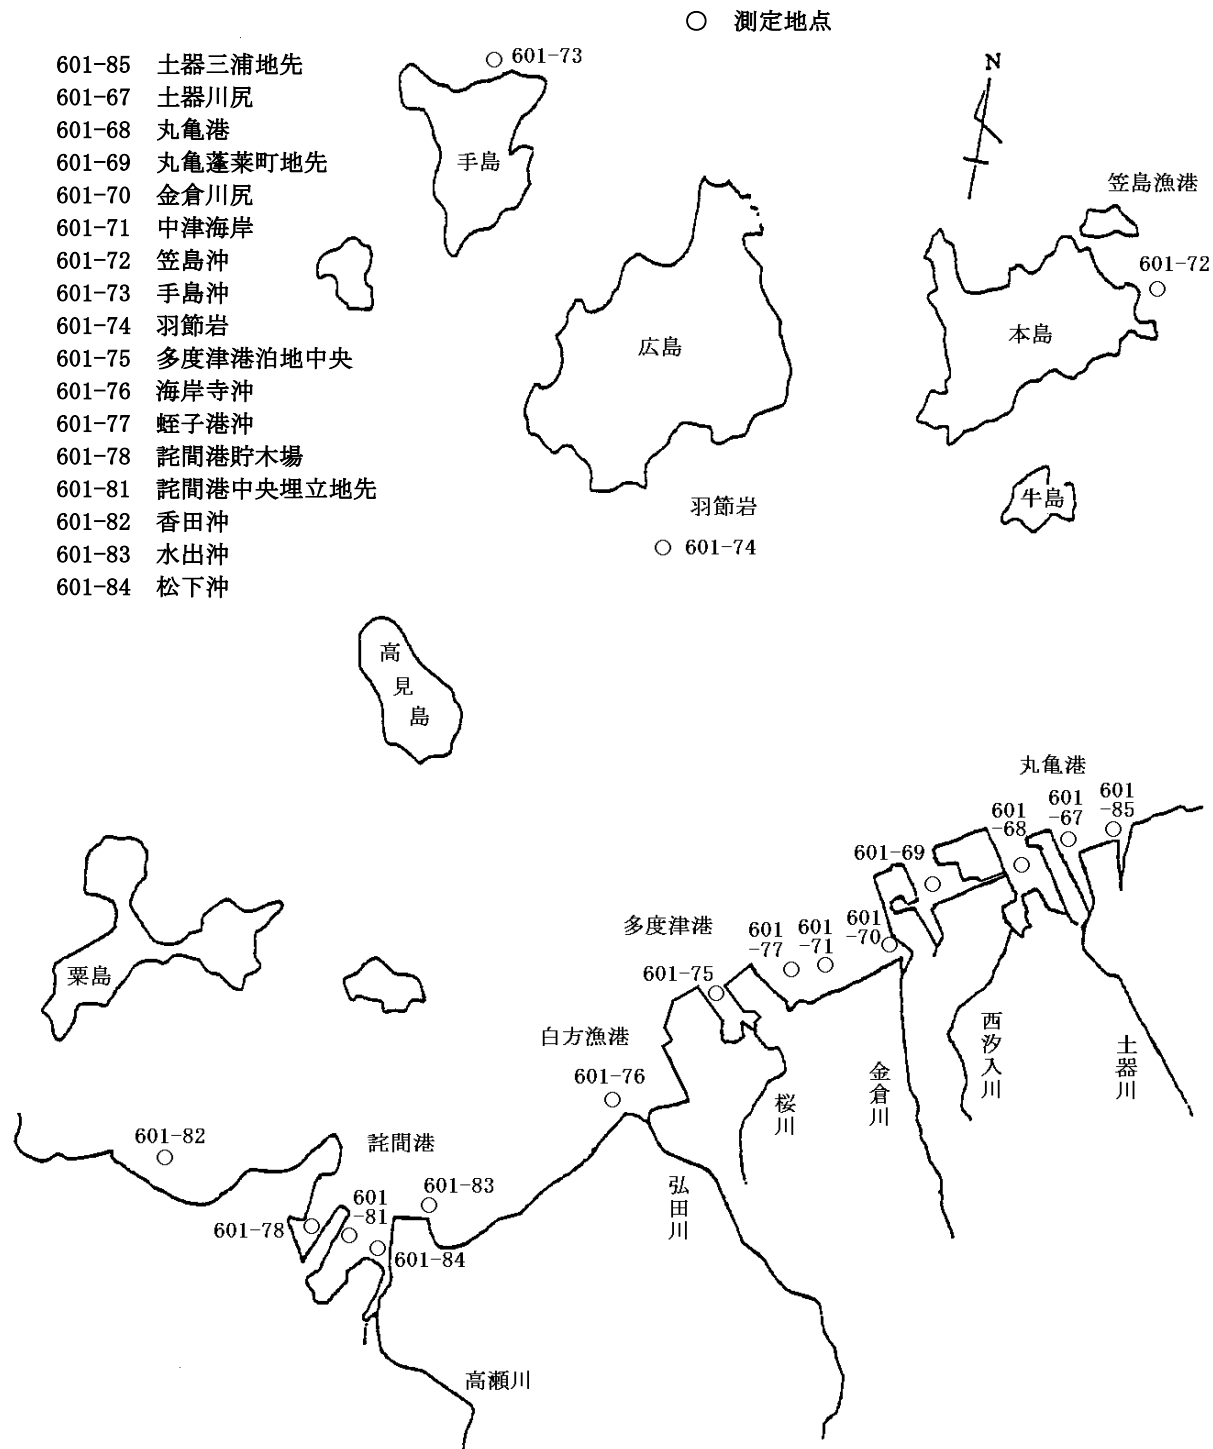 ○ 測定地点
601-85 土器三浦地先
601-67 土器川尻
601-68 丸亀港
601-69 丸亀蓬莱町地先
601-70 金倉川尻
601-71 中津海岸
601-72 笠島沖
601-73 手島沖
601-74 羽節岩
601-75 多度津港泊地中央
601-76 海岸寺沖
601-77 蛭子港沖
601-78 詫間港貯木場
601-81 詫間港中央埋立地先
601-82 香田沖
601-83 水出沖
601-84 松下沖
601-73
N
手島
笠島漁港
601-72
広島
本島
羽節岩
牛島
601-74
高見島
丸亀港
601-85
601-67
601-68
601-69
601-70
多度津港
601-77
601-71
601-75
粟島
白方漁港
601-76
西汐入川
土器川
金倉川
桜川
601-82
詫間港
弘田川
601-83
601-81
601-78
601-84
高瀬川